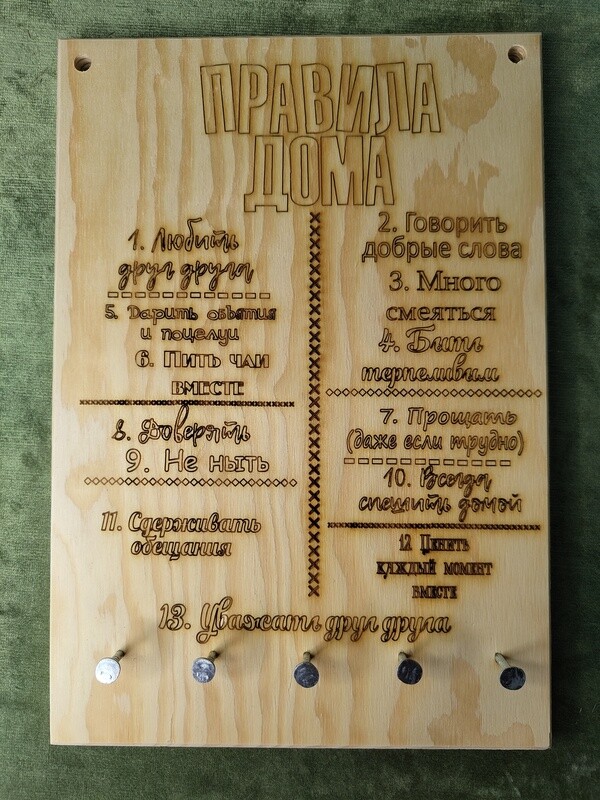 ПРАВИЛА
ДОМА
1. Любить
друг друга
2. Говорить
добрые слова
3. Много
смеяться
4. Быть
терпеливым
5. Дарить объятия
и поцелуи
6. Пить чаи
вместе
7. Прощать
(даже если трудно)
8. Доверять
9. Не ныть
10. Всегда
спешить домой
11. Сдерживать
обещания
12 Ценить
каждый момент
вместе
13. Уважать друг друга